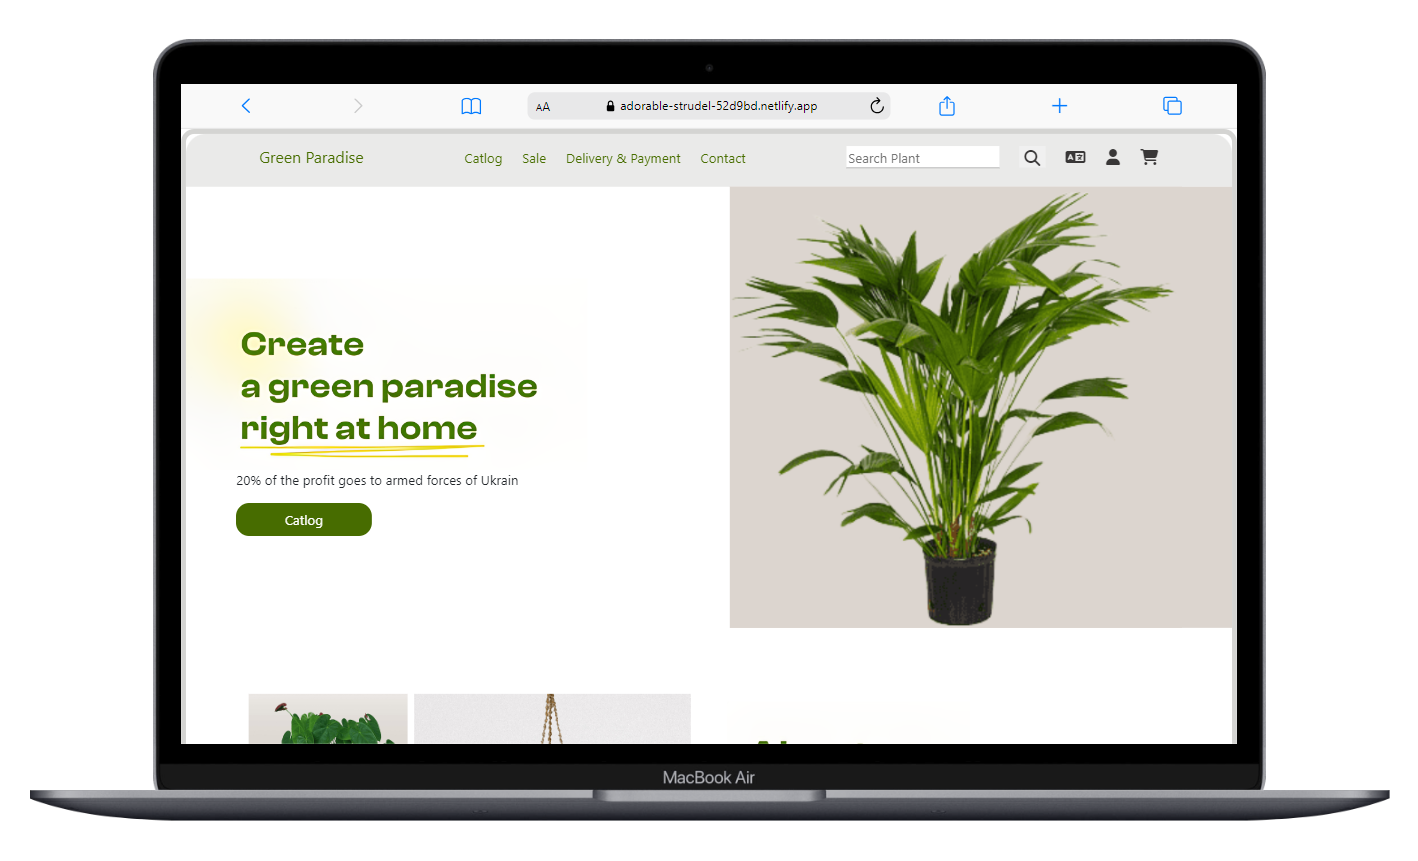 AA adorable-strudel-52d9bd.netlify.app
Green Paradise Catlog Sale Delivery & Payment Contact Search Plant
Create
a green paradise
right at home
20% of the profit goes to armed forces of Ukrain
Catlog
MacBook Air